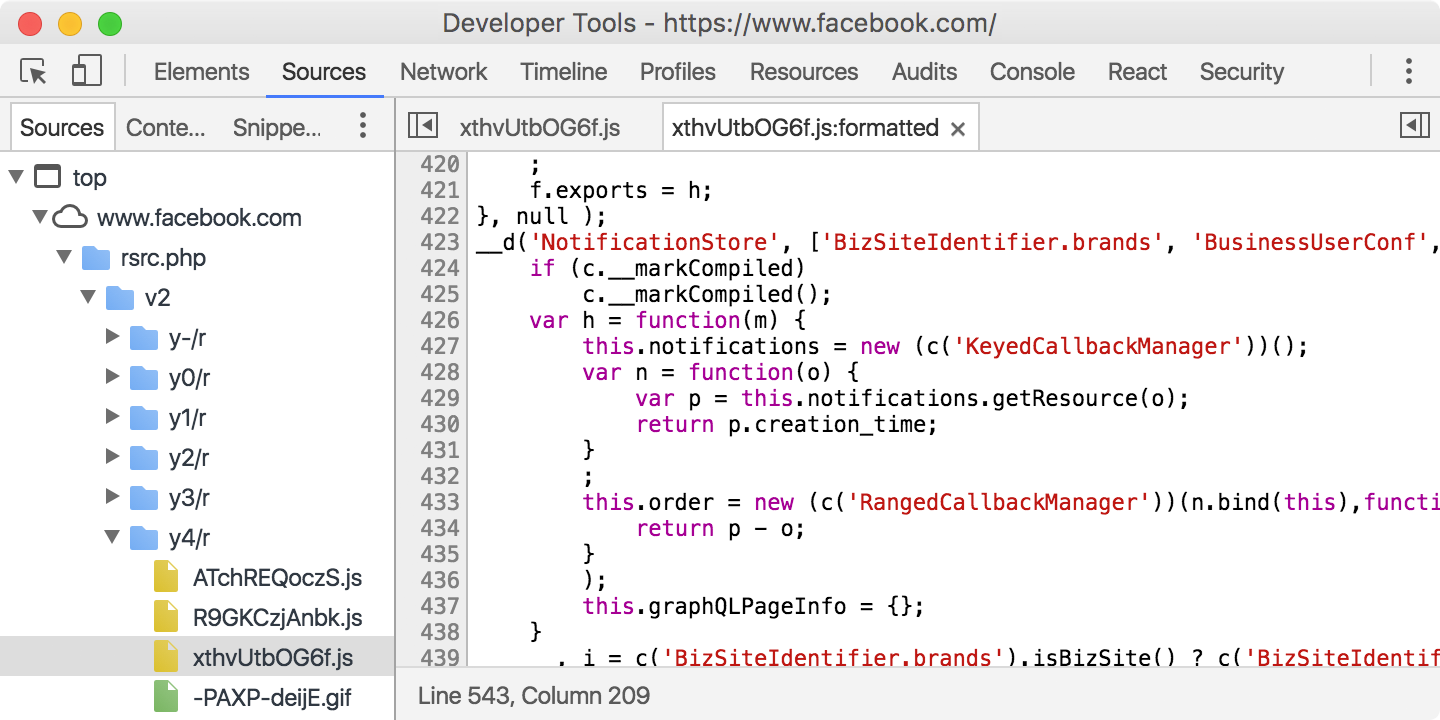 Developer Tools - https://www.facebook.com/
Elements Sources Network Timeline Profiles Resources Audits Console React Security
Sources Conte... Snippe...
top
www.facebook.com
rsrc.php
v2
y-/r
y0/r
y1/r
y2/r
y3/r
y4/r
ATchREQoczS.js
R9GKCzjAnbk.js
xthvUtbOG6f.js
-PAXP-deijE.gif
xthvUtbOG6f.js xthvUtbOG6f.js:formatted ×
420 ;
421 f.exports = h;
422 }, null );
423 __d('NotificationStore', ['BizSiteIdentifier.brands', 'BusinessUserConf',
424 if (c.__markCompiled)
425 c.__markCompiled();
426 var h = function(m) {
427 this.notifications = new (c('KeyedCallbackManager'))();
428 var n = function(o) {
429 var p = this.notifications.getResource(o);
430 return p.creation_time;
431 }
432 ;
433 this.order = new (c('RangedCallbackManager'))(n.bind(this),functi
434 return p - o;
435 }
436 );
437 this.graphQLPageInfo = {};
438 }
439 , i = c('BizSiteIdentifier.brands').isBizSite() ? c('BizSiteIdentif
Line 543, Column 209